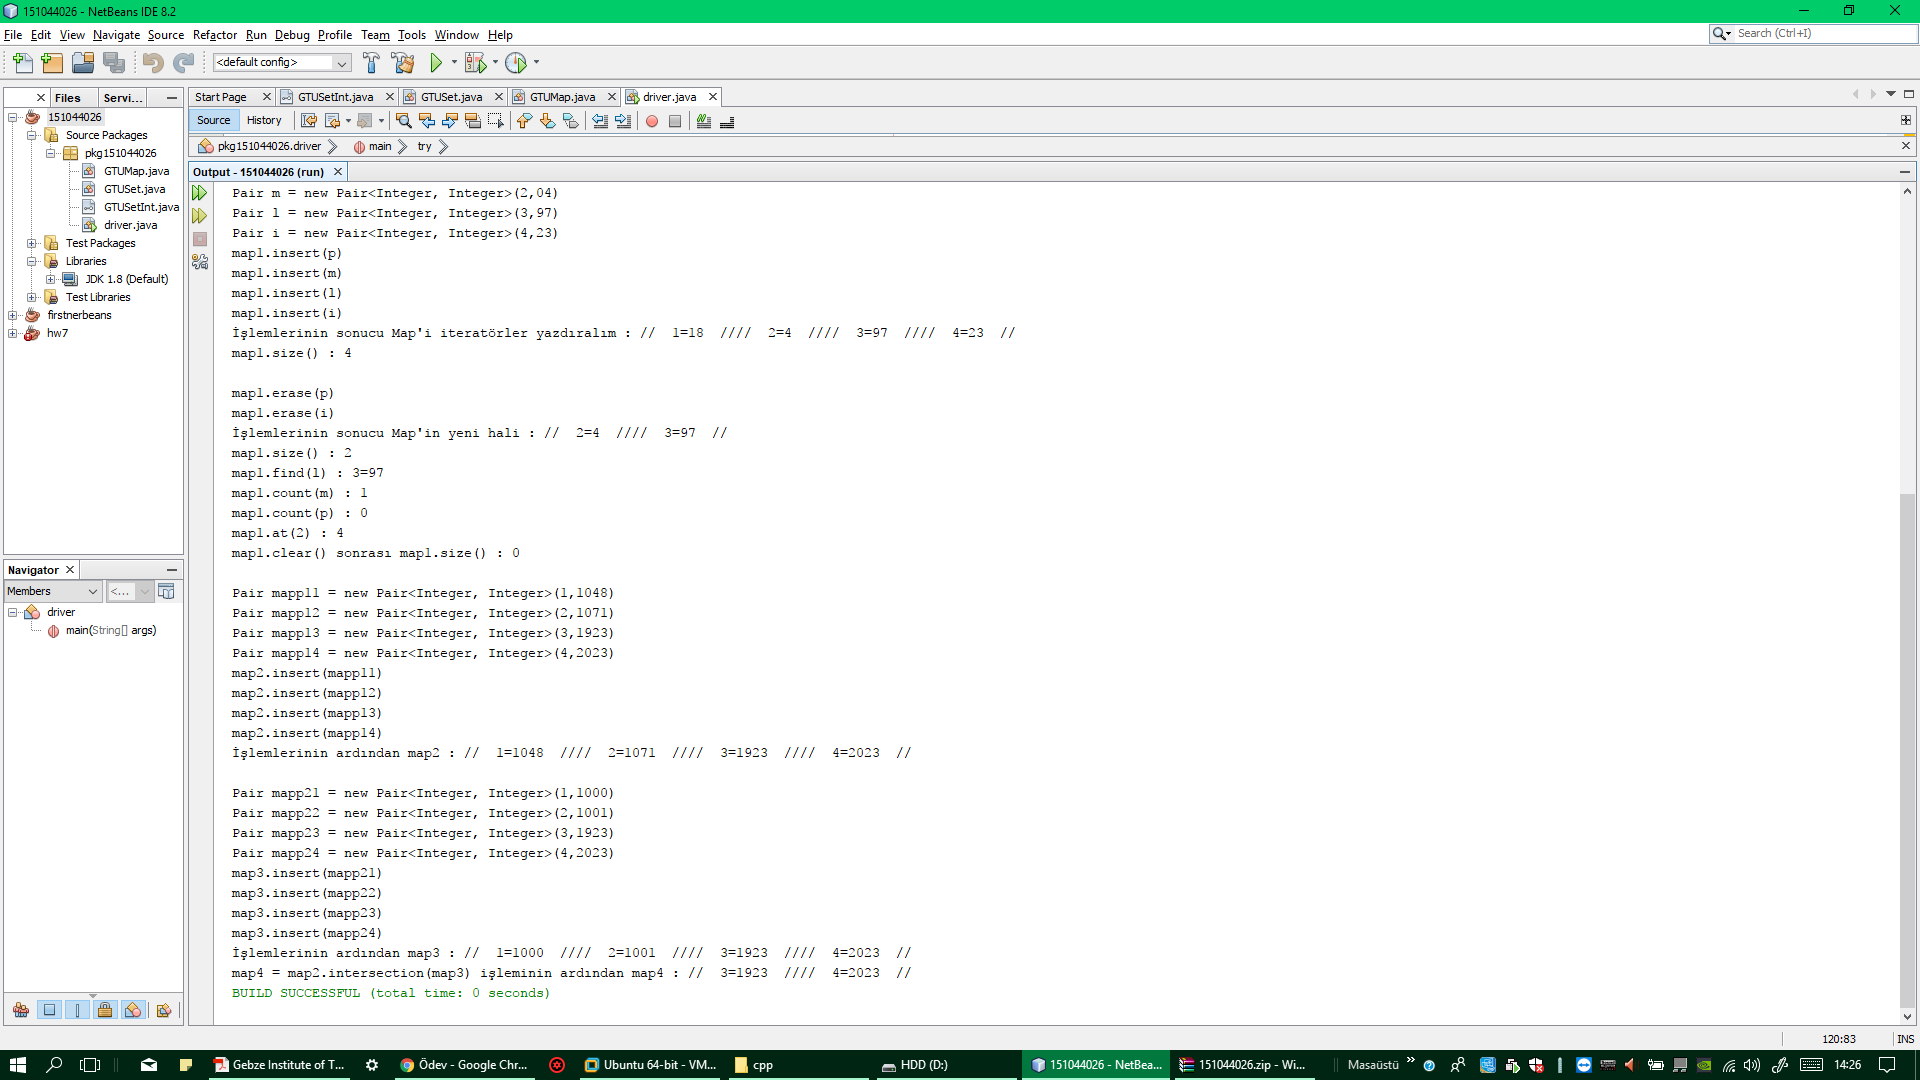 151044026 - NetBeans IDE 8.2
File Edit View Navigate Source Refactor Run Debug Profile Team Tools Window Help
Search (Ctrl+I)
<default config>
Files
Servi...
Start Page
GTUSetInt.java
GTUSet.java
GTUMap.java
driver.java
151044026
Source Packages
pkg151044026
GTUMap.java
GTUSet.java
GTUSetInt.java
driver.java
Test Packages
Libraries
JDK 1.8 (Default)
Test Libraries
firstnerbeans
hw7
Source
History
pkg151044026.driver
main
try
Output - 151044026 (run)
Pair m = new Pair<Integer, Integer>(2,04)
Pair l = new Pair<Integer, Integer>(3,97)
Pair i = new Pair<Integer, Integer>(4,23)
map1.insert(p)
map1.insert(m)
map1.insert(l)
map1.insert(i)
İşlemlerinin sonucu Map'i iteratörler yazdıralım : //  1=18  ////  2=4  ////  3=97  ////  4=23  //
map1.size() : 4
map1.erase(p)
map1.erase(i)
İşlemlerinin sonucu Map'in yeni hali : //  2=4  ////  3=97  //
map1.size() : 2
map1.find(l) : 3=97
map1.count(m) : 1
map1.count(p) : 0
map1.at(2) : 4
map1.clear() sonrası map1.size() : 0
Pair mapp11 = new Pair<Integer, Integer>(1,1048)
Pair mapp12 = new Pair<Integer, Integer>(2,1071)
Pair mapp13 = new Pair<Integer, Integer>(3,1923)
Pair mapp14 = new Pair<Integer, Integer>(4,2023)
map2.insert(mapp11)
map2.insert(mapp12)
map2.insert(mapp13)
map2.insert(mapp14)
İşlemlerinin ardından map2 : //  1=1048  ////  2=1071  ////  3=1923  ////  4=2023  //
Pair mapp21 = new Pair<Integer, Integer>(1,1000)
Pair mapp22 = new Pair<Integer, Integer>(2,1001)
Pair mapp23 = new Pair<Integer, Integer>(3,1923)
Pair mapp24 = new Pair<Integer, Integer>(4,2023)
map3.insert(mapp21)
map3.insert(mapp22)
map3.insert(mapp23)
map3.insert(mapp24)
İşlemlerinin ardından map3 : //  1=1000  ////  2=1001  ////  3=1923  ////  4=2023  //
map4 = map2.intersection(map3) işleminin ardından map4 : //  3=1923  ////  4=2023  //
BUILD SUCCESSFUL (total time: 0 seconds)
Navigator
Members
<...
driver
main(String[] args)
120:83
INS
Gebze Institute of T...
Ödev - Google Chr...
Ubuntu 64-bit - VM...
cpp
HDD (D:)
151044026 - NetBea...
151044026.zip - Wi...
Masaüstü
14:26